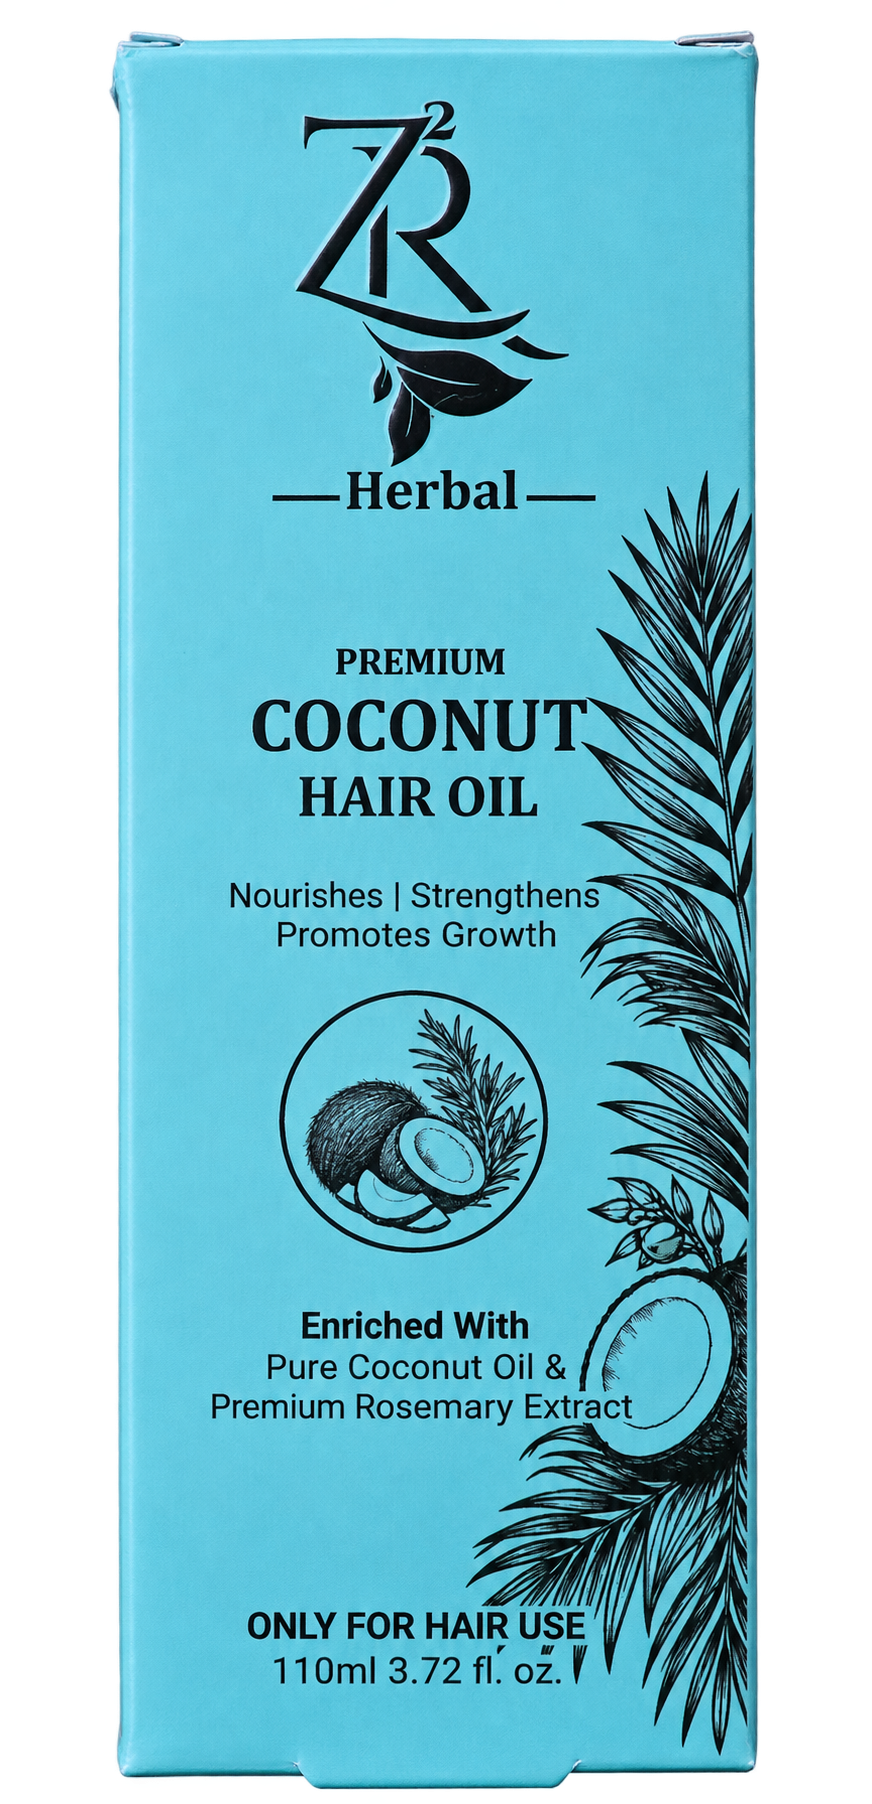 ZR²
Herbal
PREMIUM
COCONUT
HAIR OIL
Nourishes | Strengthens
Promotes Growth
Enriched With
Pure Coconut Oil &
Premium Rosemary Extract
ONLY FOR HAIR USE
110ml 3.72 fl. oz.